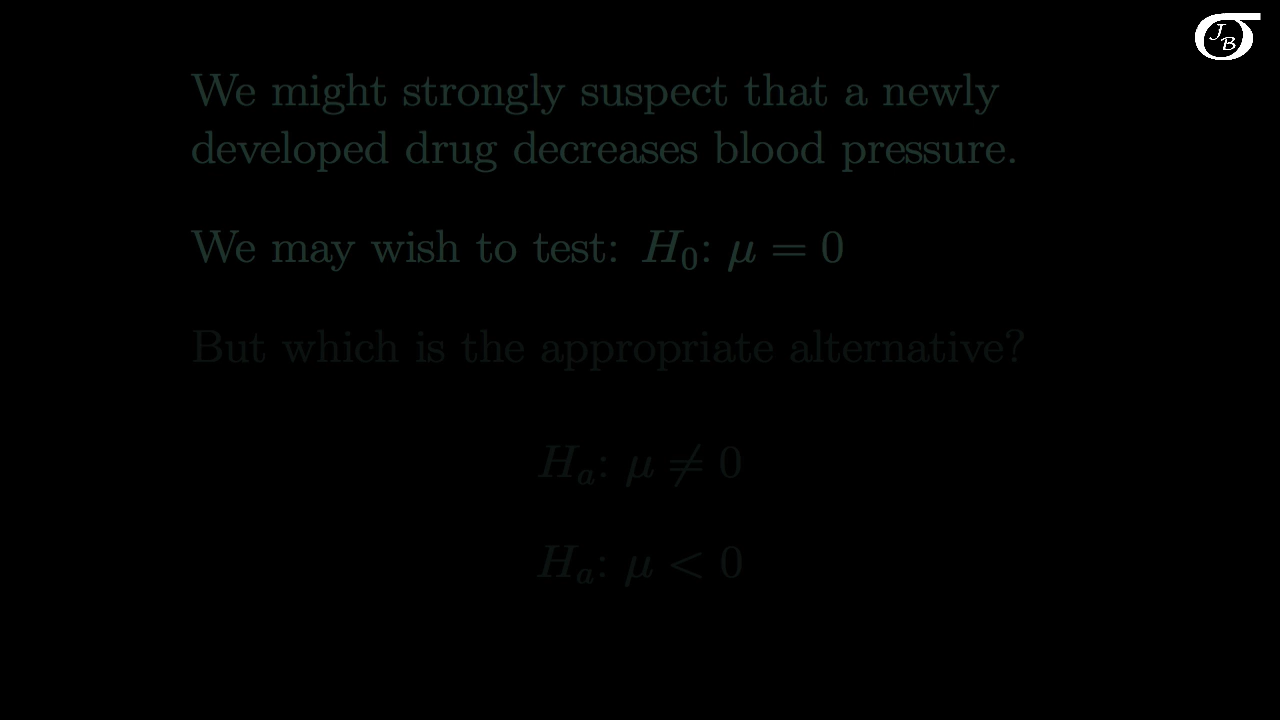 J
B
We might strongly suspect that a newly
developed drug decreases blood pressure.
We may wish to test: H₀: μ = 0
But which is the appropriate alternative?
Hₐ: μ ≠ 0
Hₐ: μ < 0